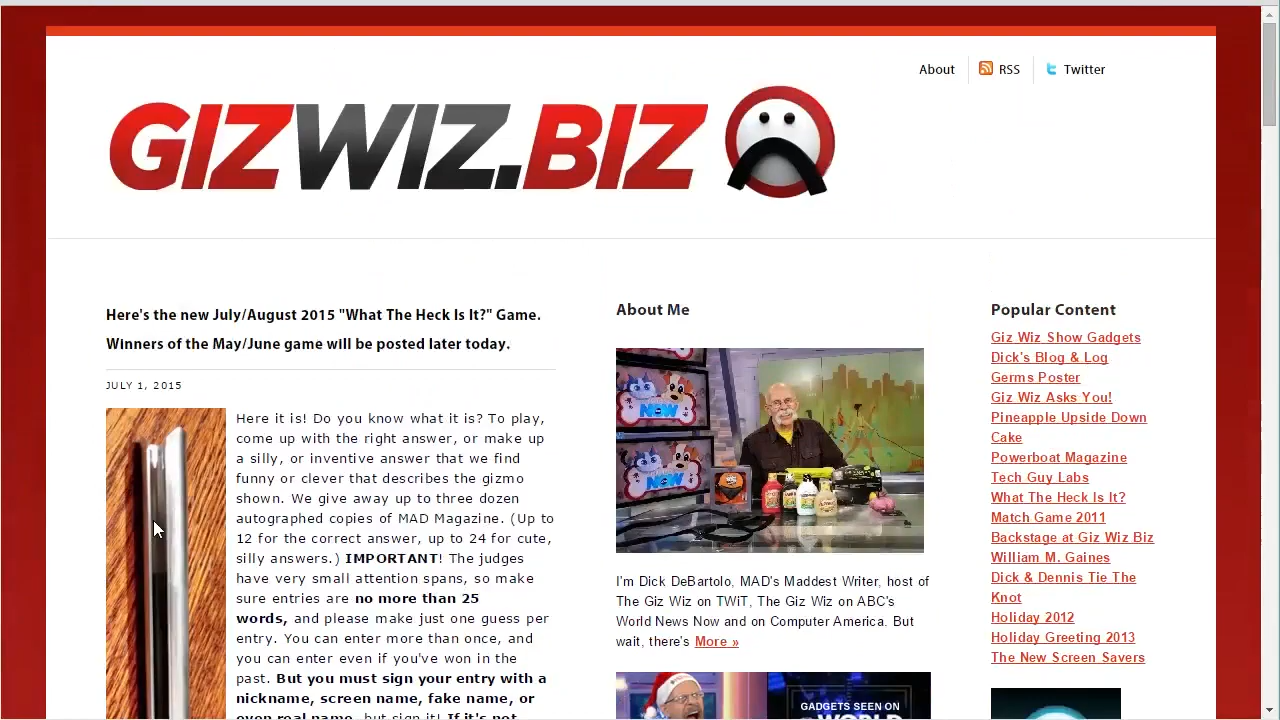 About
RSS
Twitter
GIZWIZ.BIZ
Here's the new July/August 2015 "What The Heck Is It?" Game.
Winners of the May/June game will be posted later today.
JULY 1, 2015
Here it is! Do you know what it is? To play,
come up with the right answer, or make up
a silly, or inventive answer that we find
funny or clever that describes the gizmo
shown. We give away up to three dozen
autographed copies of MAD Magazine. (Up to
12 for the correct answer, up to 24 for cute,
silly answers.) IMPORTANT! The judges
have very small attention spans, so make
sure entries are no more than 25
words, and please make just one guess per
entry. You can enter more than once, and
you can enter even if you've won in the
past. But you must sign your entry with a
nickname, screen name, fake name, or
even real name, but sign it! If it's not
About Me
NOW
NOW
I'm Dick DeBartolo, MAD's Maddest Writer, host of
The Giz Wiz on TWiT, The Giz Wiz on ABC's
World News Now and on Computer America. But
wait, there's More »
GADGETS SEEN ON
WORLD
Popular Content
Giz Wiz Show Gadgets
Dick's Blog & Log
Germs Poster
Giz Wiz Asks You!
Pineapple Upside Down
Cake
Powerboat Magazine
Tech Guy Labs
What The Heck Is It?
Match Game 2011
Backstage at Giz Wiz Biz
William M. Gaines
Dick & Dennis Tie The
Knot
Holiday 2012
Holiday Greeting 2013
The New Screen Savers